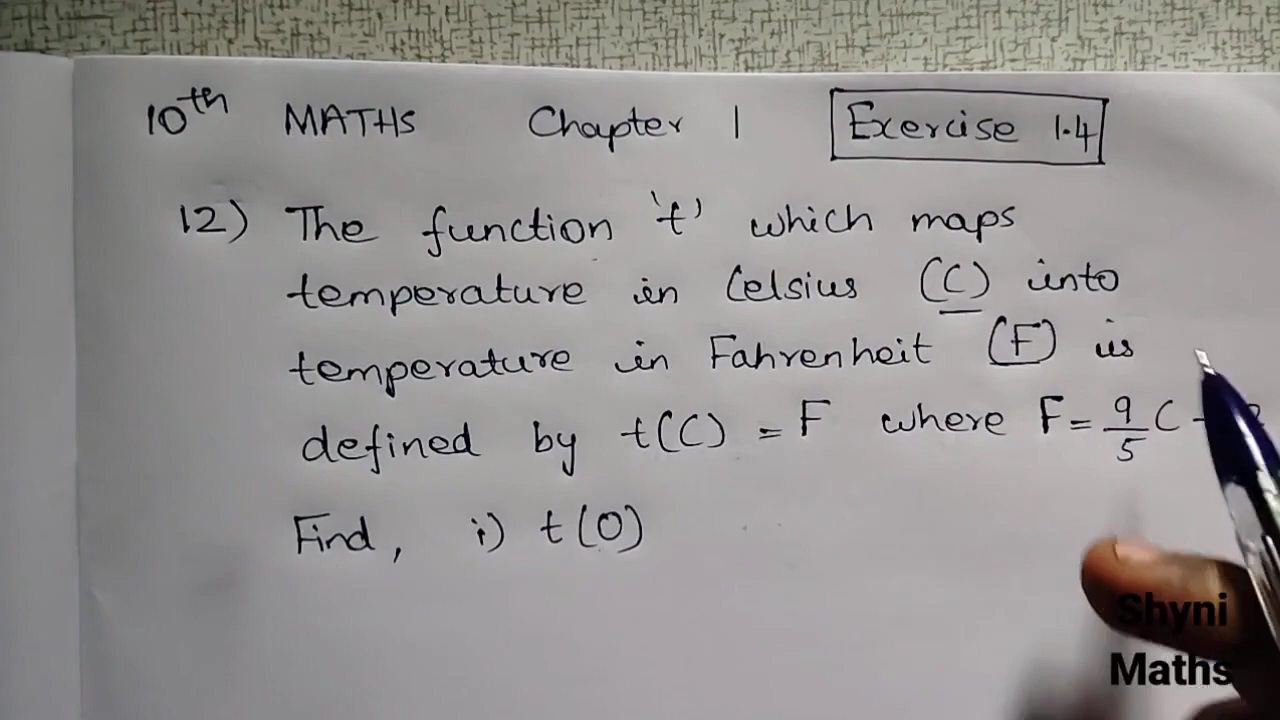 10th MATHS Chapter 1 Exercise 1.4
12) The function 't' which maps
temperature in Celsius (C) into
temperature in Fahrenheit (F) is
defined by t(C) = F where F = 9/5 C
Find, i) t(0)
Shyni
Maths